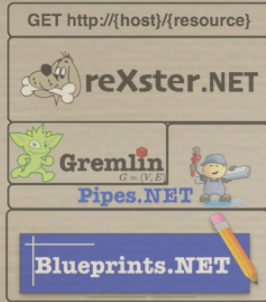 GET http://{host}/{resource}
reXster.NET
Gremlin
G = (V, E)
Pipes.NET
Blueprints.NET